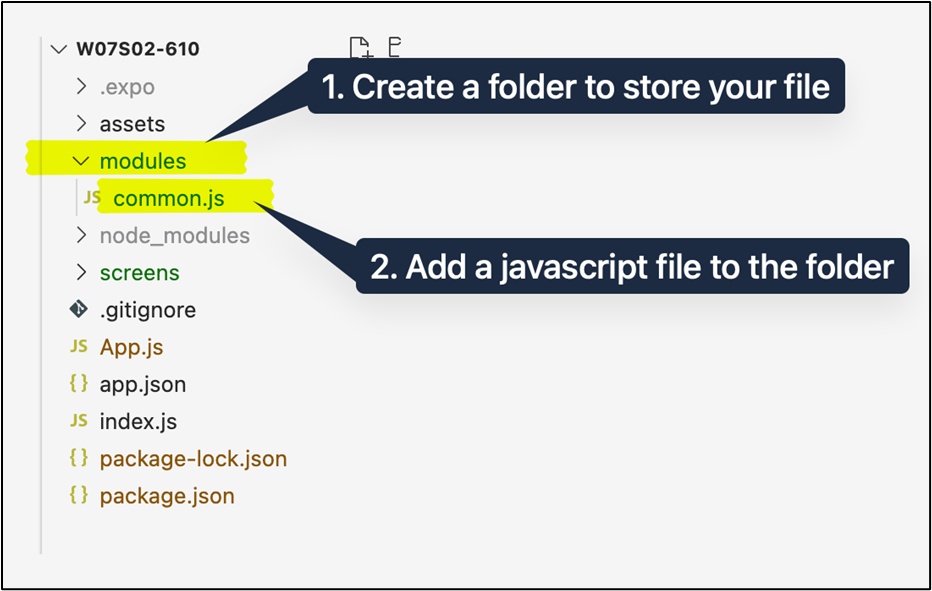 W07S02-610
.expo
1. Create a folder to store your file
assets
modules
JS common.js
node_modules
2. Add a javascript file to the folder
screens
.gitignore
JS App.js
{} app.json
JS index.js
{} package-lock.json
{} package.json